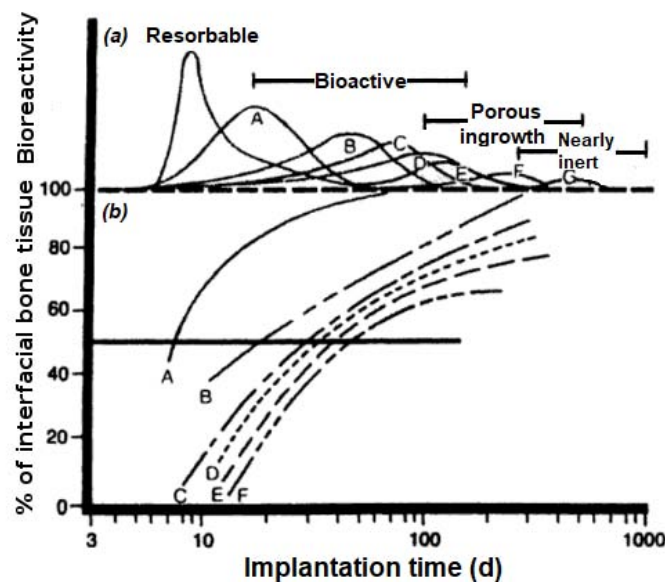 (a) Resorbable
Bioactive
Porous
ingrowth
Nearly
inert
A
B
C
D
E
F
G
Bioreactivity
% of interfacial bone tissue
100
(b)
80
60
40
20
0
A
B
C
D
E
F
3
10
100
1000
Implantation time (d)